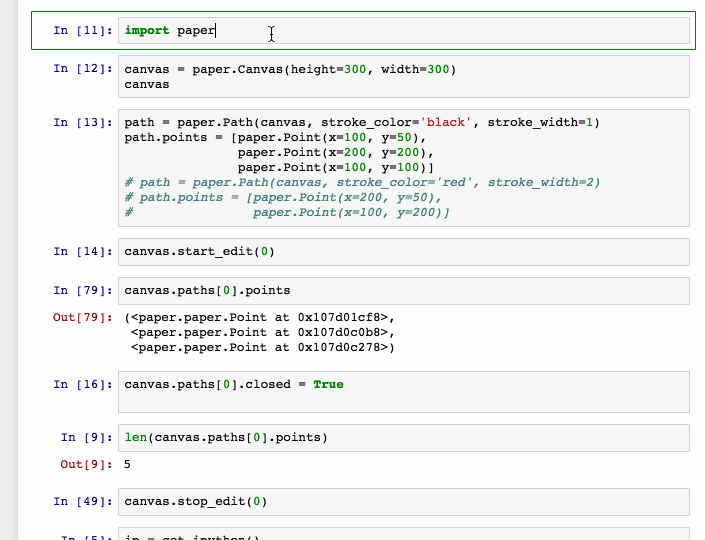 In [11]: import paper
In [12]: canvas = paper.Canvas(height=300, width=300)
canvas
In [13]: path = paper.Path(canvas, stroke_color='black', stroke_width=1)
path.points = [paper.Point(x=100, y=50),
paper.Point(x=200, y=200),
paper.Point(x=100, y=100)]
# path = paper.Path(canvas, stroke_color='red', stroke_width=2)
# path.points = [paper.Point(x=200, y=50),
# paper.Point(x=100, y=200)]
In [14]: canvas.start_edit(0)
In [79]: canvas.paths[0].points
Out[79]: (<paper.paper.Point at 0x107d01cf8>,
<paper.paper.Point at 0x107d0c0b8>,
<paper.paper.Point at 0x107d0c278>)
In [16]: canvas.paths[0].closed = True
In [9]: len(canvas.paths[0].points)
Out[9]: 5
In [49]: canvas.stop_edit(0)
In [5]: ip = get_ipython()